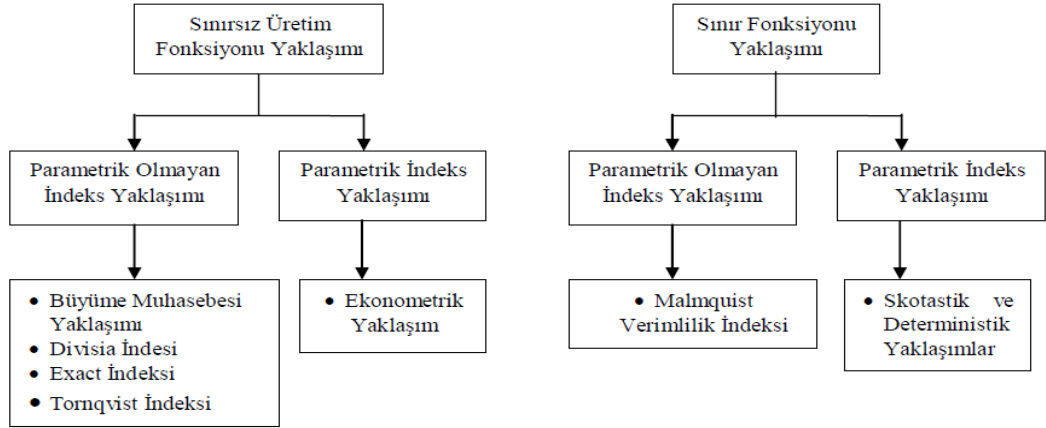 Sınırsız Üretim
Fonksiyonu Yaklaşımı
Sınır Fonksiyonu
Yaklaşımı
Parametrik Olmayan
İndeks Yaklaşımı
Parametrik İndeks
Yaklaşımı
Parametrik Olmayan
İndeks Yaklaşımı
Parametrik İndeks
Yaklaşımı
• Büyüme Muhasebesi
Yaklaşımı
• Divisia İndesi
• Exact İndeksi
• Tornqvist İndeksi
• Ekonometrik
Yaklaşım
• Malmquist
Verimlilik İndeksi
• Skotastik ve
Deterministik
Yaklaşımlar